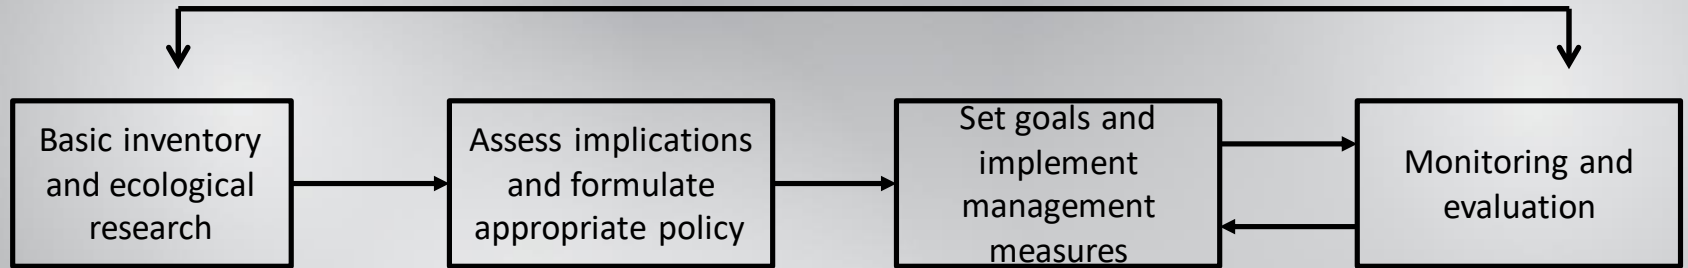 Basic inventory
and ecological
research
Assess implications
and formulate
appropriate policy
Set goals and
implement
management
measures
Monitoring and
evaluation